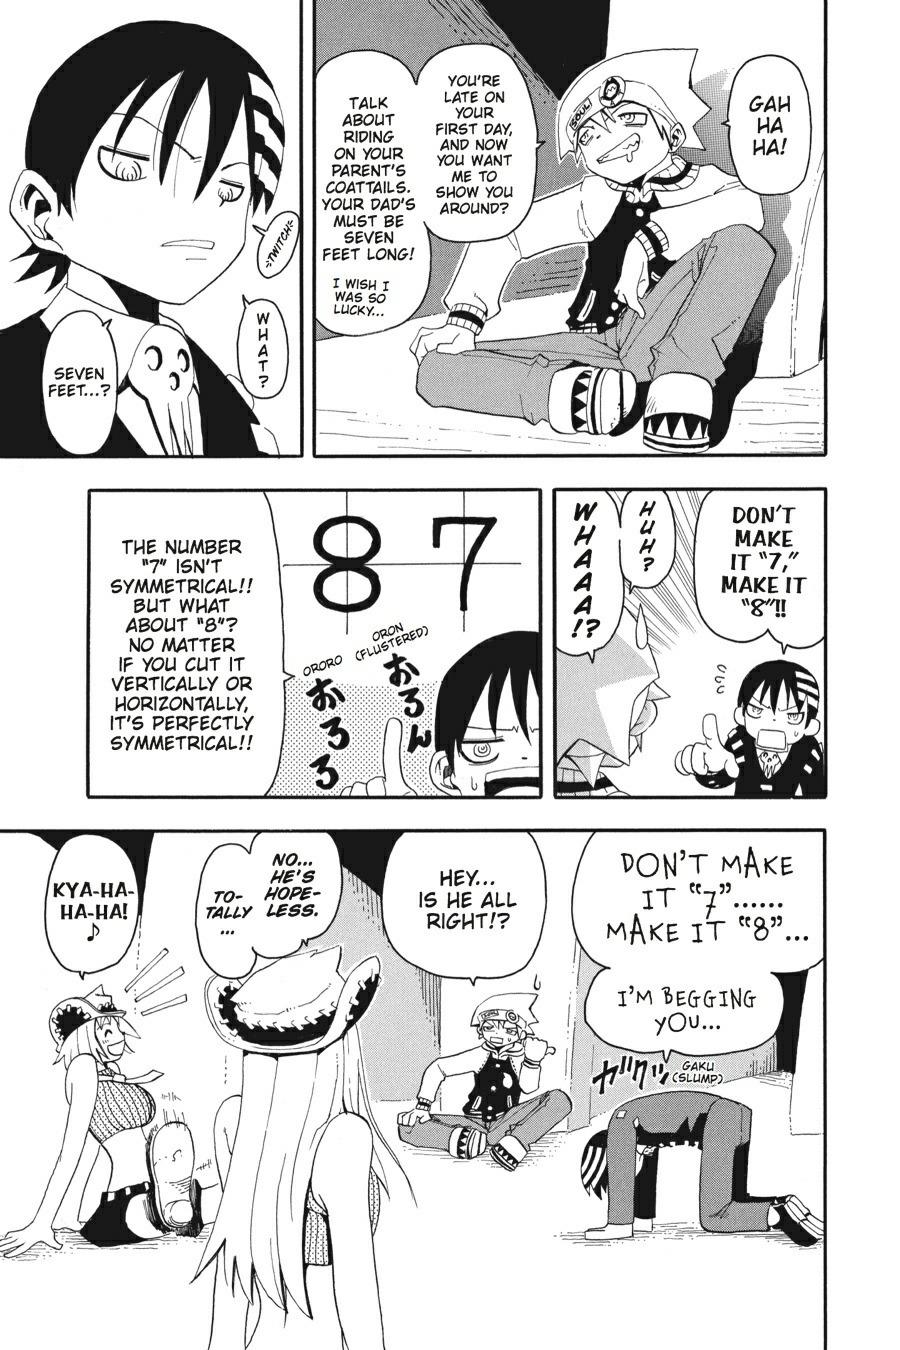 GAH
HA
HA!
SOUL
YOU'RE
LATE ON
YOUR
FIRST DAY,
AND NOW
YOU WANT
ME TO
SHOW YOU
AROUND?
TALK
ABOUT
RIDING
ON YOUR
PARENT'S
COATTAILS.
YOUR DAD'S
MUST BE
SEVEN
FEET LONG!
I WISH I
WAS SO
LUCKY...
TWITCH
WHAT?
SEVEN
FEET...?
DON'T
MAKE
IT "7,"
MAKE IT
"8"!!
HUH?
WHAAA!?
8 7
ORON
(FLUSTERED)
おろん
ORORO
おろろ
THE NUMBER
"7" ISN'T
SYMMETRICAL!!
BUT WHAT
ABOUT "8"?
NO MATTER
IF YOU CUT IT
VERTICALLY OR
HORIZONTALLY,
IT'S PERFECTLY
SYMMETRICAL!!
DON'T MAKE
IT "7"......
MAKE IT "8"...
I'M BEGGING
YOU...
ガクッ
GAKU
(SLUMP)
HEY...
IS HE ALL
RIGHT!?
NO...
HE'S
HOPE-
LESS.
TO-
TALLY
...
KYA-HA-
HA-HA!
♪